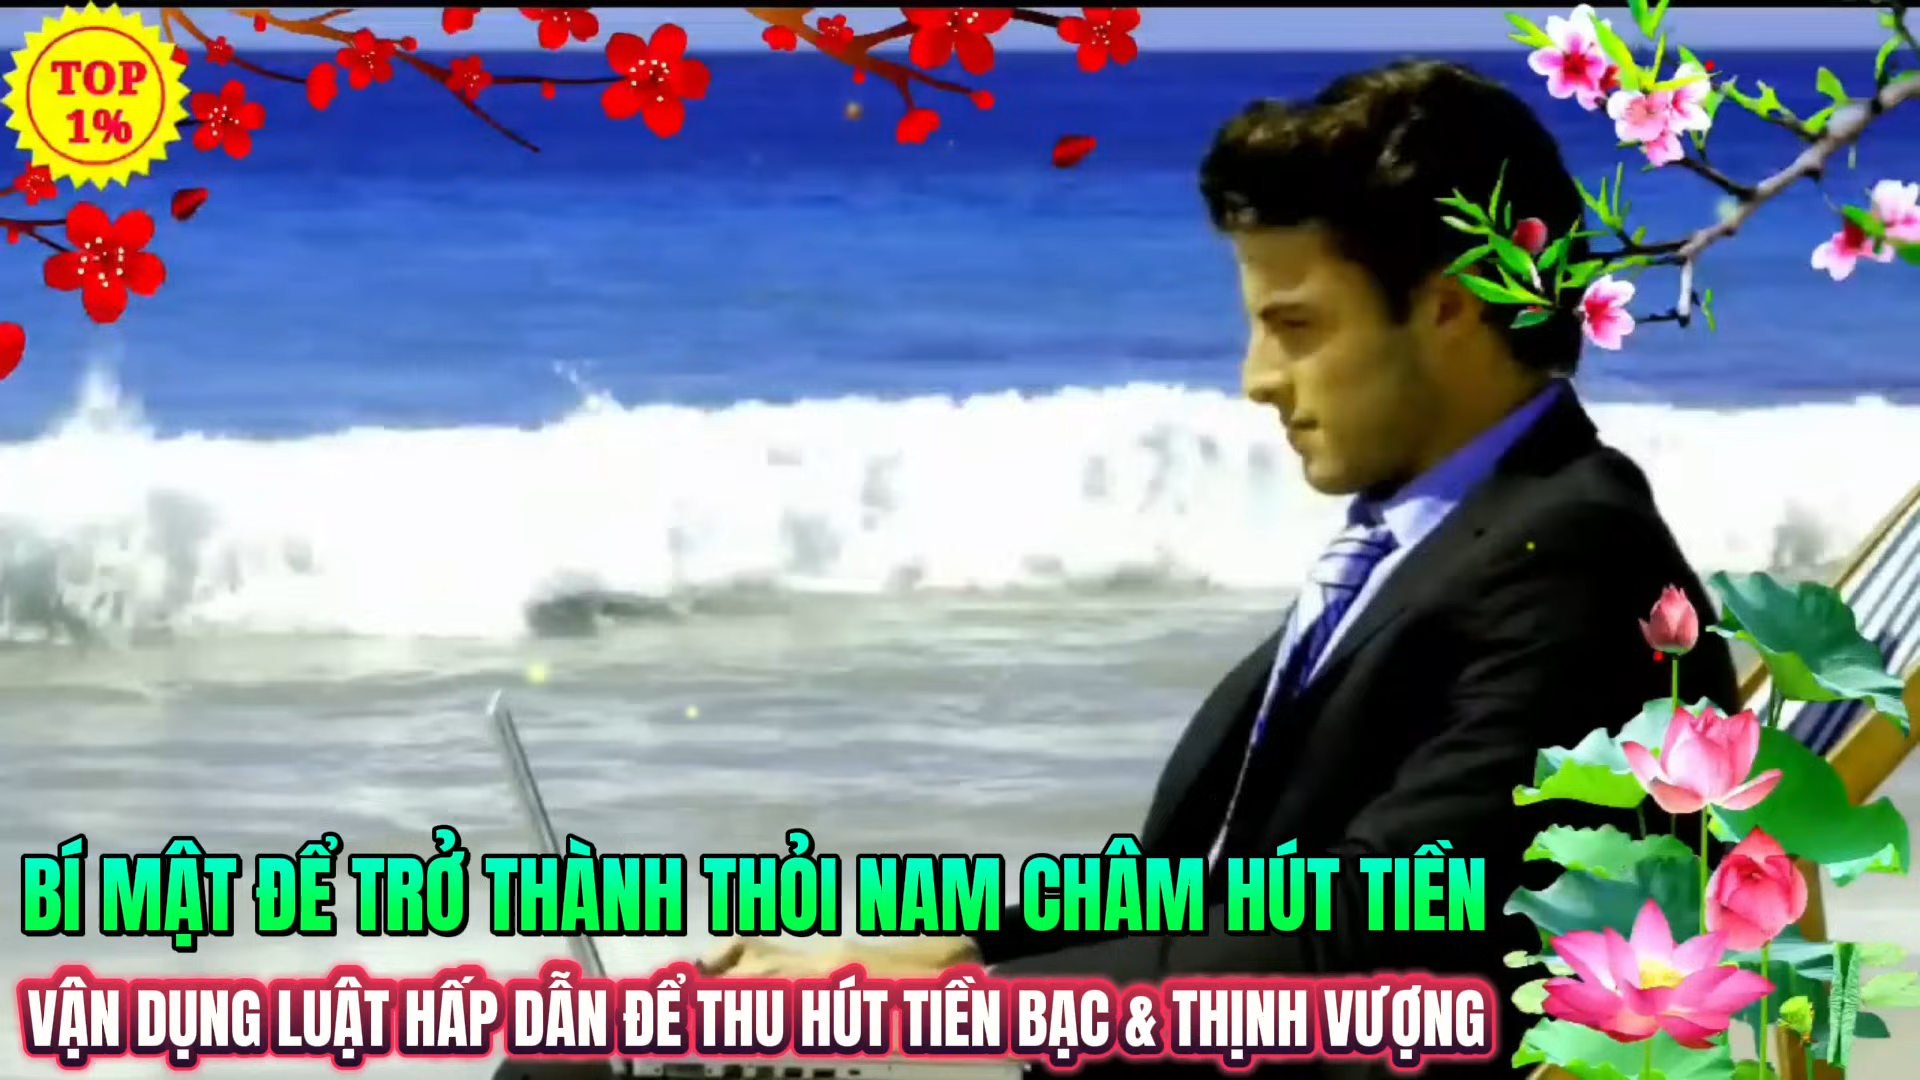 TOP
1%
BÍ MẬT ĐỂ TRỞ THÀNH THỎI NAM CHÂM HÚT TIỀN
VẬN DỤNG LUẬT HẤP DẪN ĐỂ THU HÚT TIỀN BẠC & THỊNH VƯỢNG